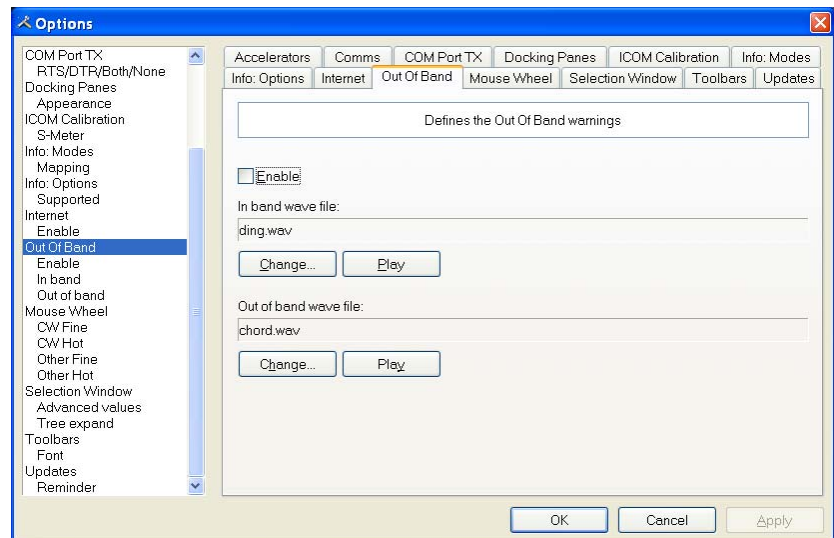 Options
COM Port TX
RTS/DTR/Both/None
Docking Panes
Appearance
ICOM Calibration
S-Meter
Info: Modes
Mapping
Info: Options
Supported
Internet
Enable
Out Of Band
Enable
In band
Out of band
Mouse Wheel
CW Fine
CW Hot
Other Fine
Other Hot
Selection Window
Advanced values
Tree expand
Toolbars
Font
Updates
Reminder
Accelerators Comms COM Port TX Docking Panes ICOM Calibration Info: Modes
Info: Options Internet Out Of Band Mouse Wheel Selection Window Toolbars Updates
Defines the Out Of Band warnings
Enable
In band wave file:
ding.wav
Change... Play
Out of band wave file:
chord.wav
Change... Play
OK Cancel Apply